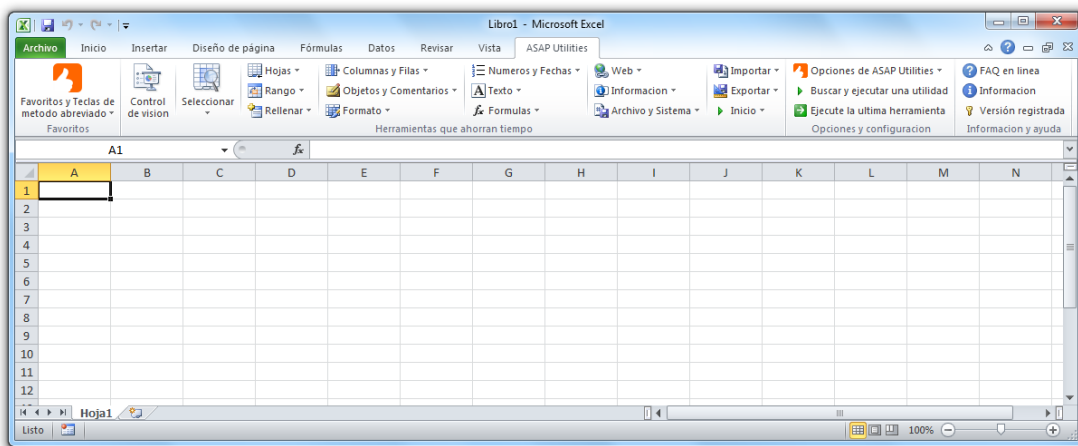 Libro1 - Microsoft Excel
Archivo Inicio Insertar Diseño de página Fórmulas Datos Revisar Vista ASAP Utilities
Favoritos y Teclas de metodo abreviado
Favoritos
Control de vision
Seleccionar
Hojas
Rango
Rellenar
Columnas y Filas
Objetos y Comentarios
Formato
Numeros y Fechas
Texto
Formulas
Web
Informacion
Archivo y Sistema
Herramientas que ahorran tiempo
Importar
Exportar
Inicio
Opciones de ASAP Utilities
Buscar y ejecutar una utilidad
Ejecute la ultima herramienta
Opciones y configuracion
FAQ en linea
Informacion
Versión registrada
Informacion y ayuda
A1 fx
A B C D E F G H I J K L M N
1
2
3
4
5
6
7
8
9
10
11
12
Hoja1
Listo 100%